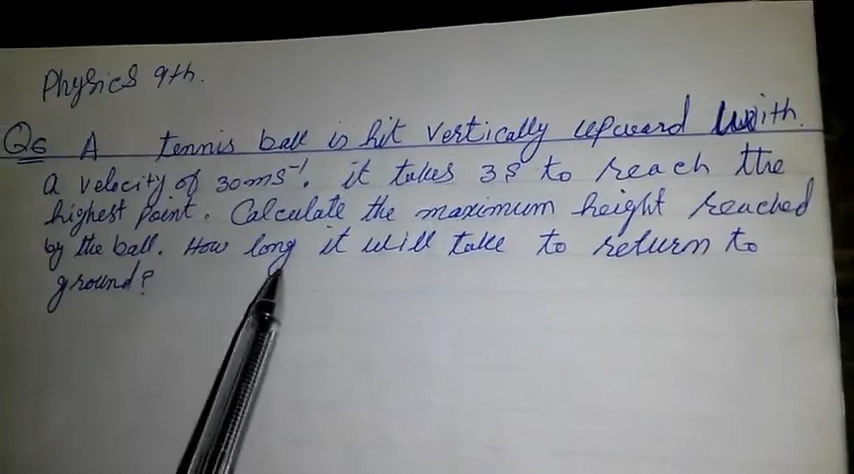 Physics 9th.
Q6 A tennis ball is hit vertically upward with
a velocity of 30ms⁻¹. it takes 3s to reach the
highest point. Calculate the maximum height reached
by the ball. How long it will take to return to
ground?